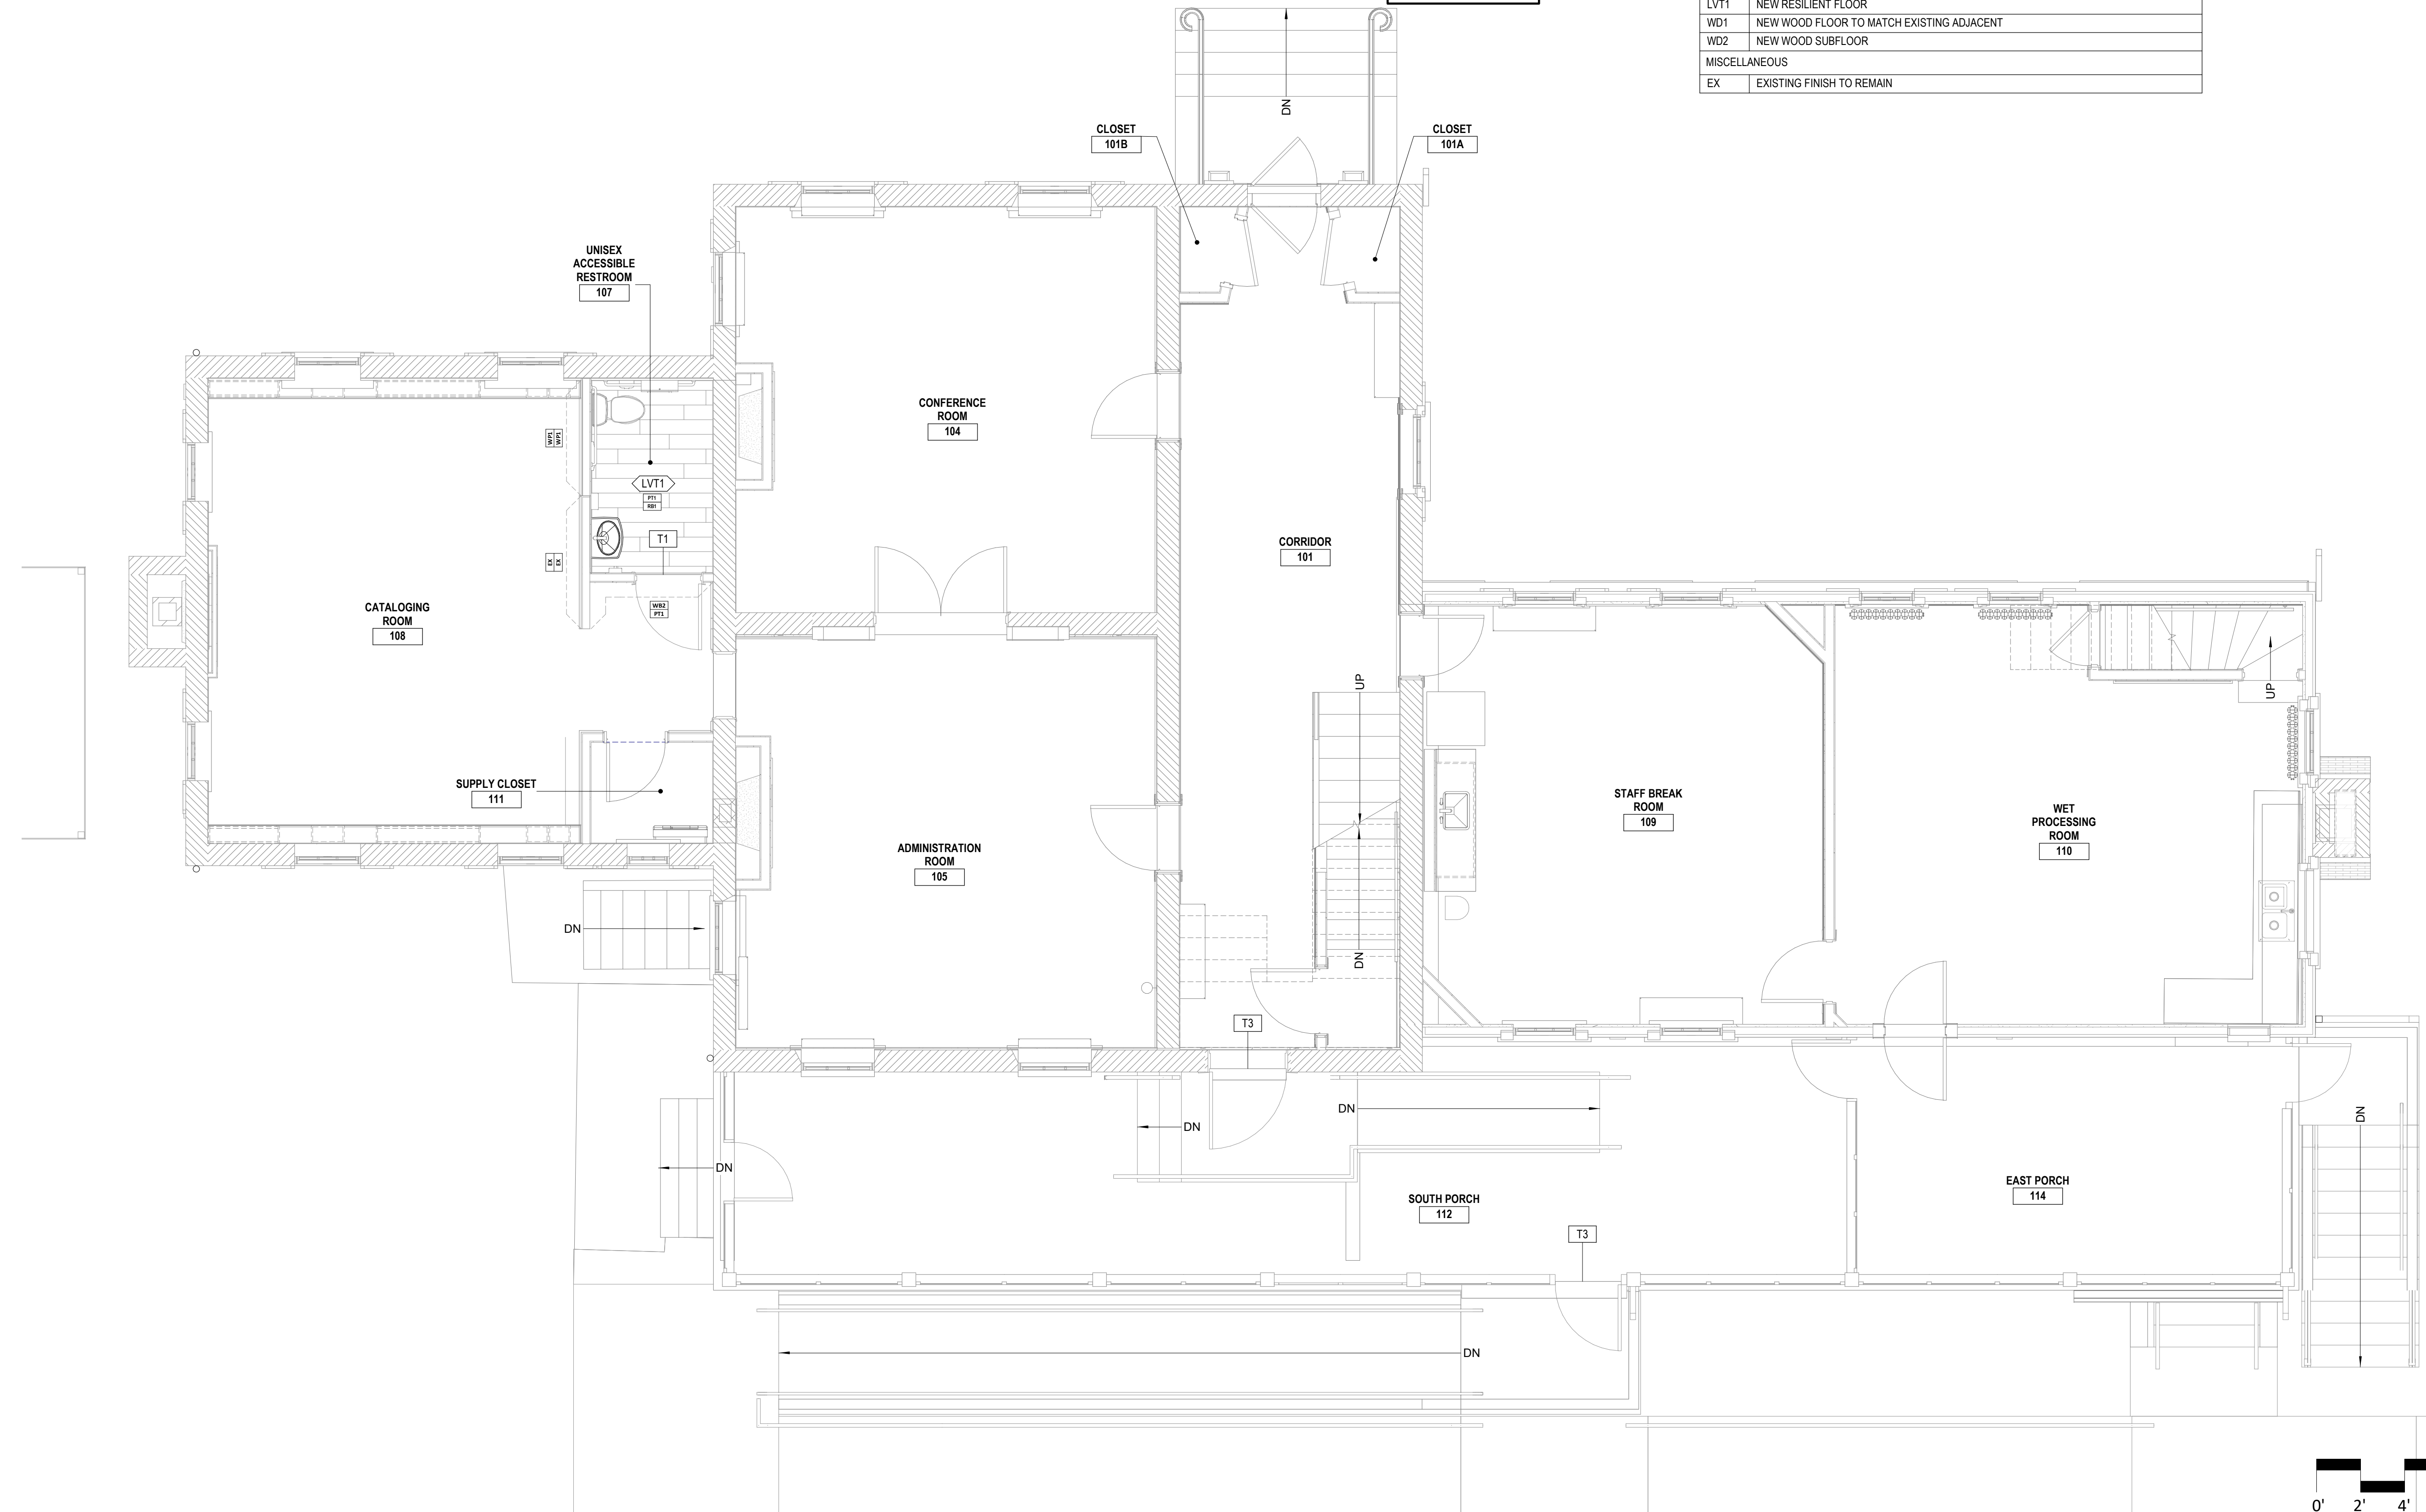 LVT1 NEW RESILIENT FLOOR
WD1 NEW WOOD FLOOR TO MATCH EXISTING ADJACENT
WD2 NEW WOOD SUBFLOOR
MISCELLANEOUS
EX EXISTING FINISH TO REMAIN
DN
CLOSET
101B
CLOSET
101A
UNISEX
ACCESSIBLE
RESTROOM
107
CONFERENCE
ROOM
104
WP1
WP1
LVT1
PT1
RB1
T1
EX
EX
WB2
PT1
CORRIDOR
101
CATALOGING
ROOM
108
UP
UP
SUPPLY CLOSET
111
STAFF BREAK
ROOM
109
WET
PROCESSING
ROOM
110
ADMINISTRATION
ROOM
105
DN
DN
T3
DN
DN
DN
DN
SOUTH PORCH
112
EAST PORCH
114
T3
DN
0' 2' 4'